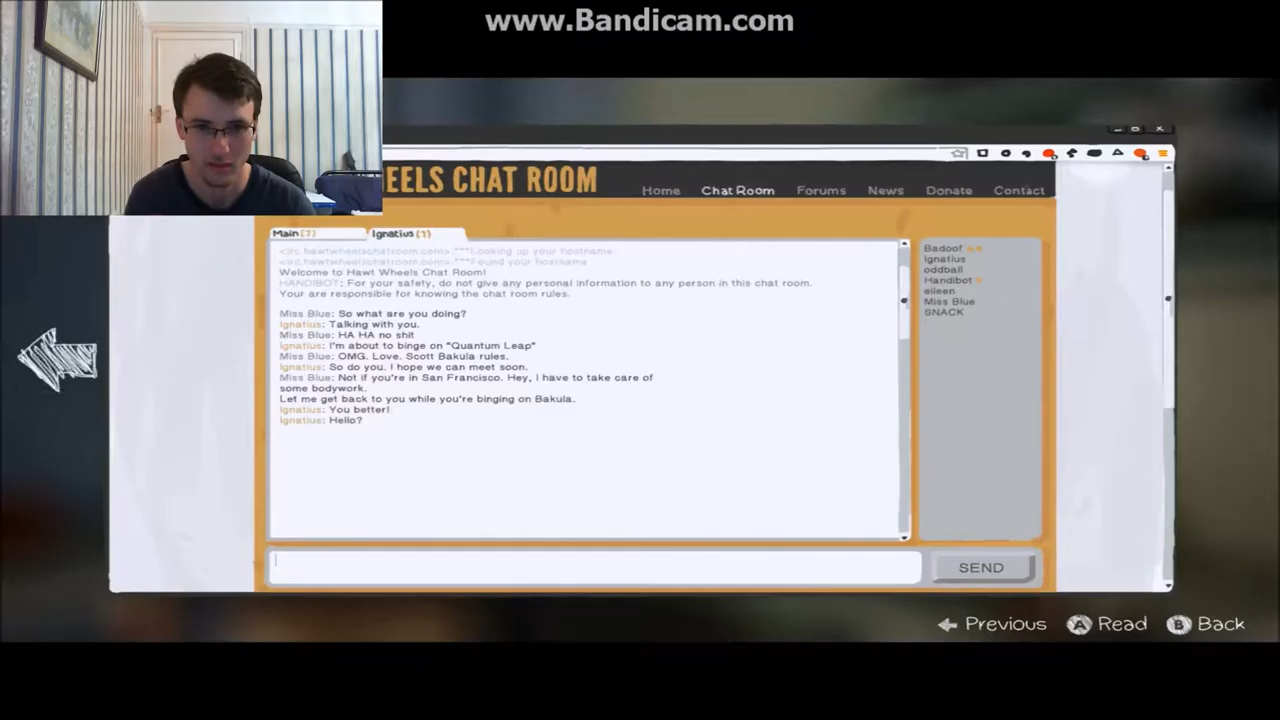 www.Bandicam.com
EELS CHAT ROOM
Home Chat Room Forums News Donate Contact
Main (7) Ignatius (1)
<irc.hawtwheelschatroom.com>.***Looking up your hostname.
<irc.hawtwheelschatroom.com>.***Found your hostname
Welcome to Hawt Wheels Chat Room!
HANDIBOT: For your safety, do not give any personal information to any person in this chat room.
Your are responsible for knowing the chat room rules.
Miss Blue: So what are you doing?
Ignatius: Talking with you.
Miss Blue: HA HA no shit
Ignatius: I'm about to binge on "Quantum Leap"
Miss Blue: OMG. Love. Scott Bakula rules.
Ignatius: So do you. I hope we can meet soon.
Miss Blue: Not if you're in San Francisco. Hey, I have to take care of
some bodywork.
Let me get back to you while you're binging on Bakula.
Ignatius: You better!
Ignatius: Hello?
Badoof
Ignatius
oddball
Handibot
eileen
Miss Blue
SNACK
SEND
Previous A Read B Back